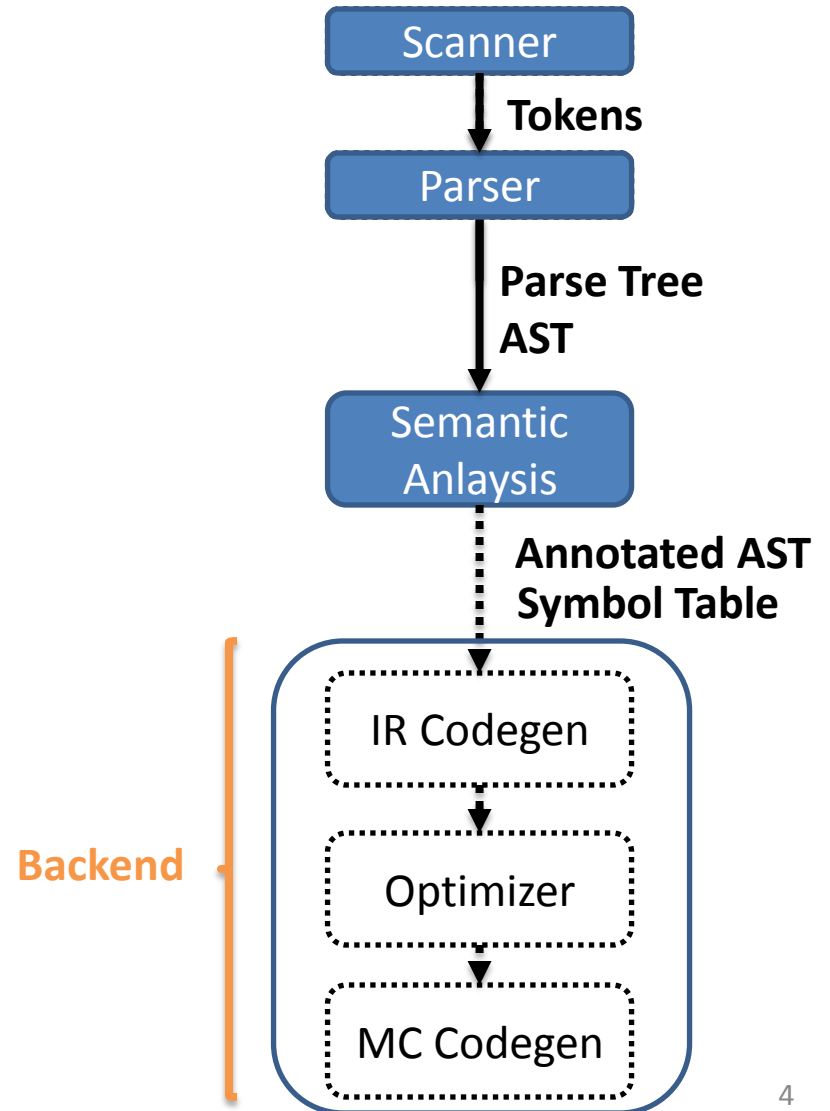 Scanner
Tokens
Parser
Parse Tree
AST
Semantic
Anlaysis
Annotated AST
Symbol Table
IR Codegen
Backend
Optimizer
MC Codegen
4